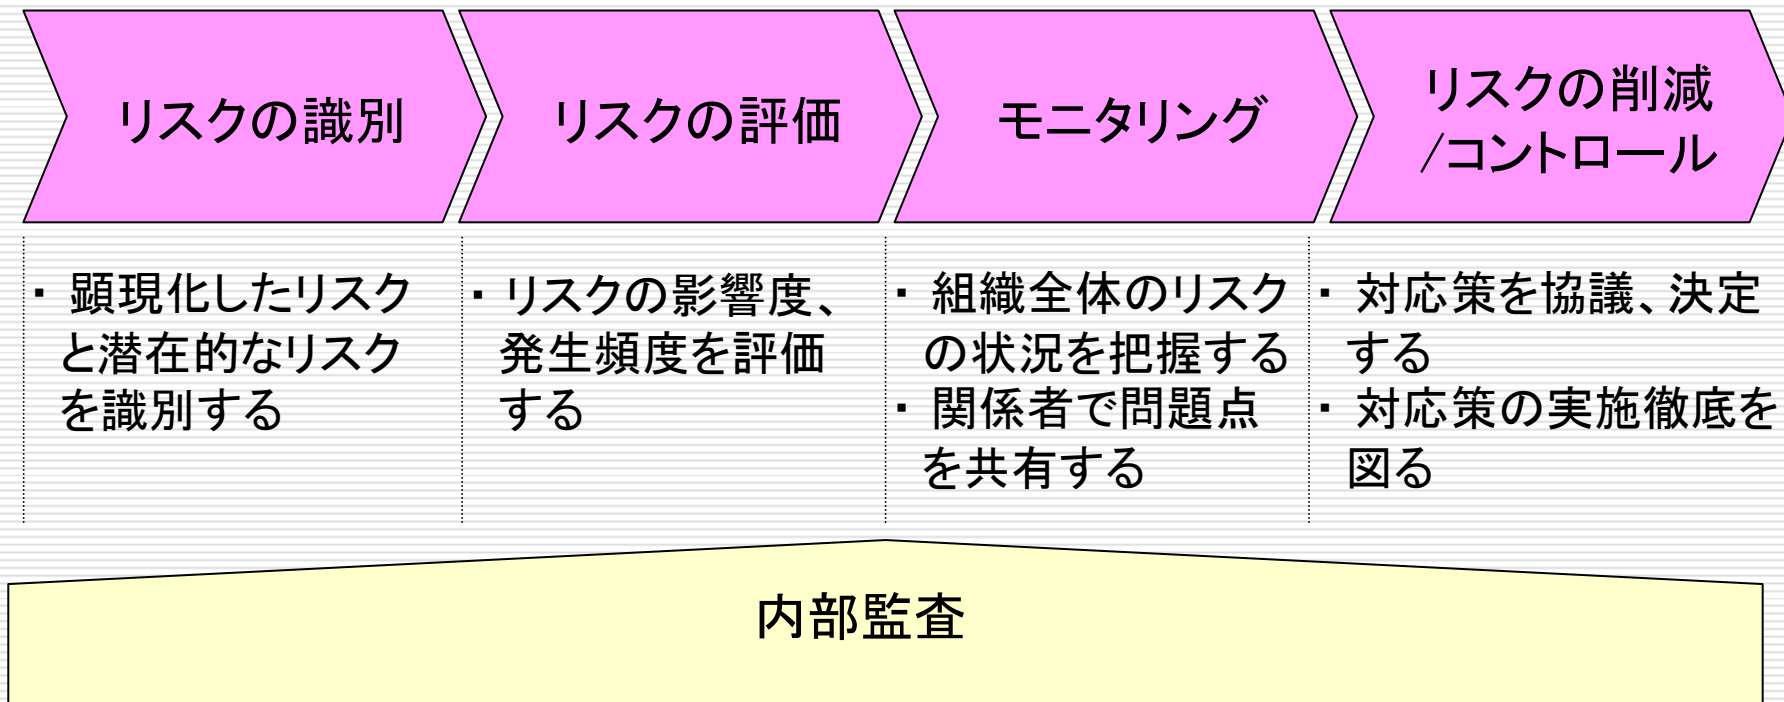 リスクの識別
リスクの評価
モニタリング
リスクの削減
/コントロール
・ 顕現化したリスク
と潜在的なリスク
を識別する
・ リスクの影響度、
発生頻度を評価
する
・ 組織全体のリスク
の状況を把握する
・ 関係者で問題点
を共有する
・ 対応策を協議、決定
する
・ 対応策の実施徹底を
図る
内部監査